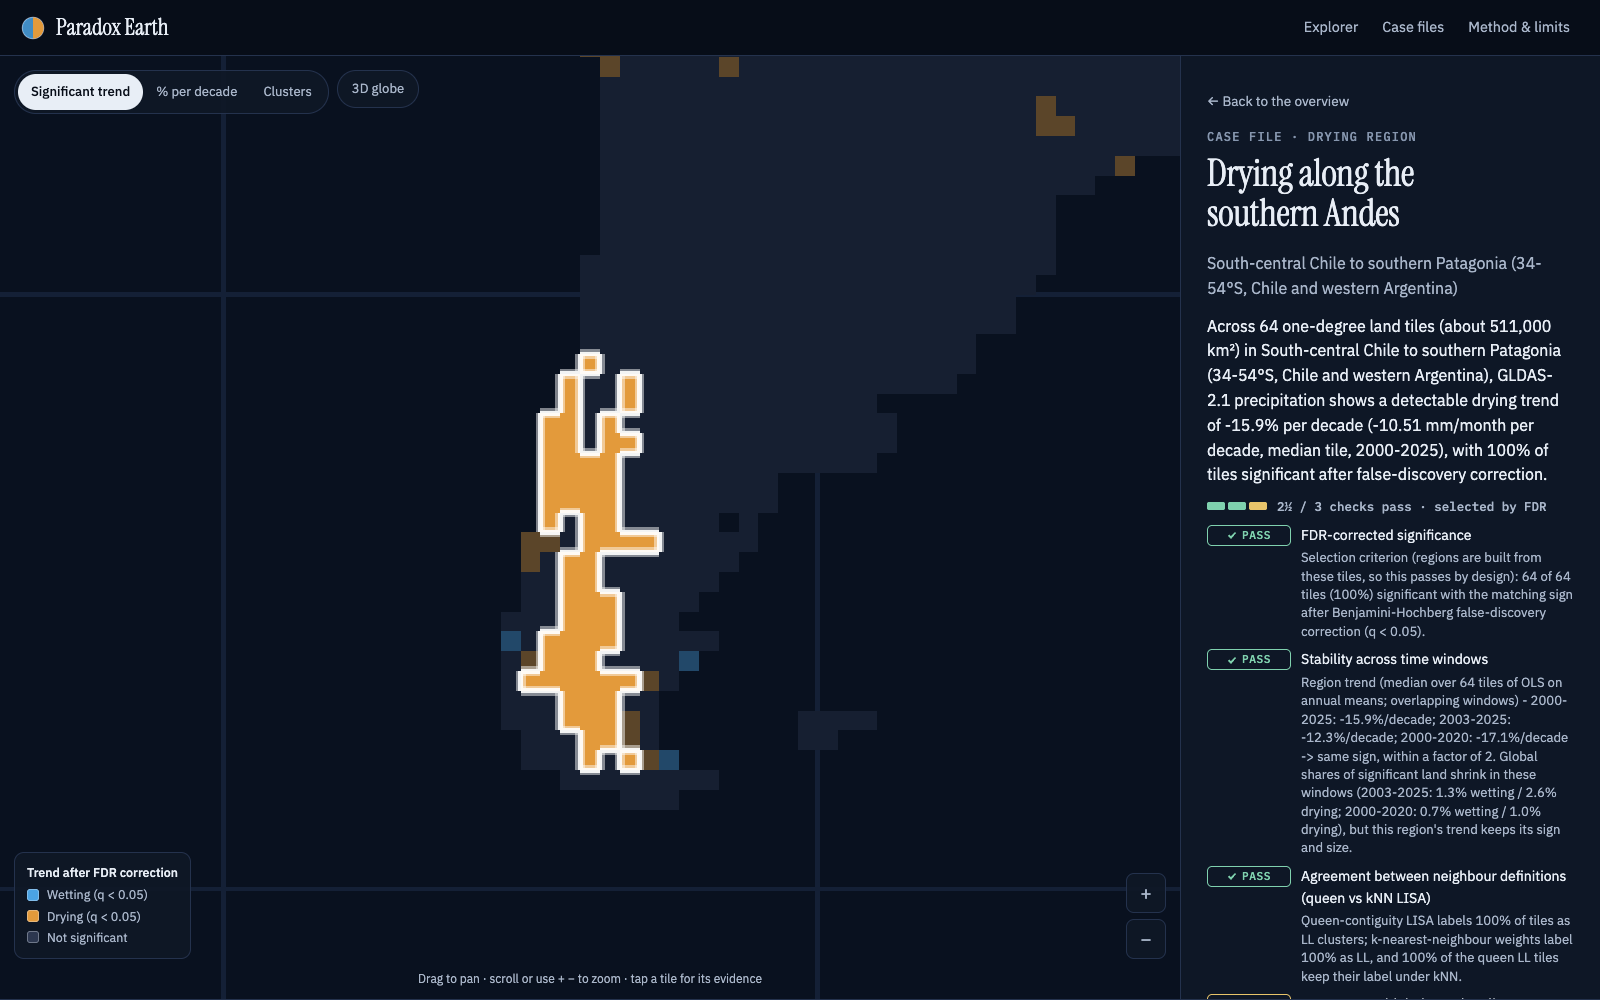 Paradox Earth
Explorer
Case files
Method & limits
Significant trend
% per decade
Clusters
3D globe
← Back to the overview
CASE FILE · DRYING REGION
Drying along the
southern Andes
South-central Chile to southern Patagonia (34-
54°S, Chile and western Argentina)
Across 64 one-degree land tiles (about 511,000
km²) in South-central Chile to southern Patagonia
(34-54°S, Chile and western Argentina), GLDAS-
2.1 precipitation shows a detectable drying trend
of -15.9% per decade (-10.51 mm/month per
decade, median tile, 2000-2025), with 100% of
tiles significant after false-discovery correction.
2½ / 3 checks pass · selected by FDR
✓ PASS
FDR-corrected significance
Selection criterion (regions are built from
these tiles, so this passes by design): 64 of 64
tiles (100%) significant with the matching sign
after Benjamini-Hochberg false-discovery
correction (q < 0.05).
✓ PASS
Stability across time windows
Region trend (median over 64 tiles of OLS on
annual means; overlapping windows) - 2000-
2025: -15.9%/decade; 2003-2025:
-12.3%/decade; 2000-2020: -17.1%/decade
-> same sign, within a factor of 2. Global
shares of significant land shrink in these
windows (2003-2025: 1.3% wetting / 2.6%
drying; 2000-2020: 0.7% wetting / 1.0%
drying), but this region's trend keeps its sign
and size.
✓ PASS
Agreement between neighbour definitions
(queen vs kNN LISA)
Queen-contiguity LISA labels 100% of tiles as
LL clusters; k-nearest-neighbour weights label
100% as LL, and 100% of the queen LL tiles
keep their label under kNN.
Trend after FDR correction
Wetting (q < 0.05)
Drying (q < 0.05)
Not significant
+
−
Drag to pan · scroll or use + − to zoom · tap a tile for its evidence